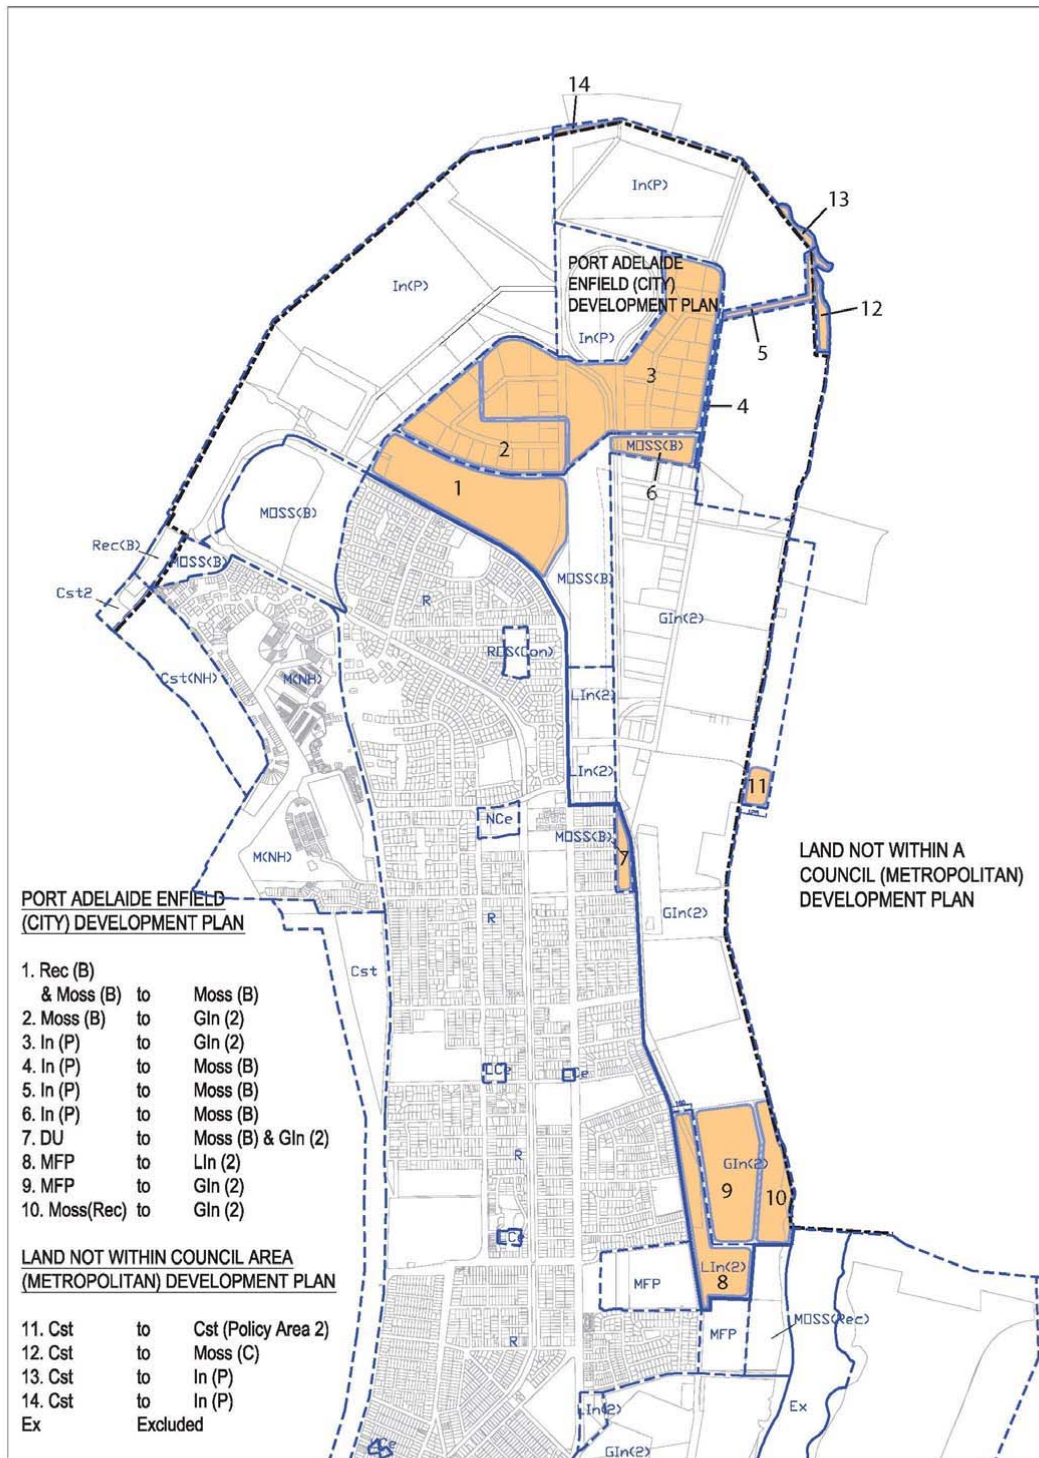 14
In(P)
13
PORT ADELAIDE
ENFIELD (CITY)
DEVELOPMENT PLAN
In(P)
In(P)
12
5
3
4
2
MOSS(B)
1
6
MOSS(B)
Rec(B)
MOSS(B)
MOSS(B)
Cst2
R
GIn(2)
ROS(Con)
Cst(NH)
M(NH)
LIn(2)
LIn(2)
11
NCe
MOSS(B)
7
M(NH)
LAND NOT WITHIN A
COUNCIL (METROPOLITAN)
DEVELOPMENT PLAN
GIn(2)
R
Cst
PORT ADELAIDE ENFIELD
(CITY) DEVELOPMENT PLAN
1. Rec (B)
& Moss (B) to Moss (B)
2. Moss (B) to GIn (2)
3. In (P) to GIn (2)
4. In (P) to Moss (B)
5. In (P) to Moss (B)
6. In (P) to Moss (B)
7. DU to Moss (B) & GIn (2)
8. MFP to LIn (2)
9. MFP to GIn (2)
10. Moss(Rec) to GIn (2)
LAND NOT WITHIN COUNCIL AREA
(METROPOLITAN) DEVELOPMENT PLAN
11. Cst to Cst (Policy Area 2)
12. Cst to Moss (C)
13. Cst to In (P)
14. Cst to In (P)
Ex Excluded
LCe
LCe
R
GIn(2)
9
10
LCe
LIn(2)
8
MFP
MOSS(Rec)
MFP
R
Ex
LIn(2)
GIn(2)